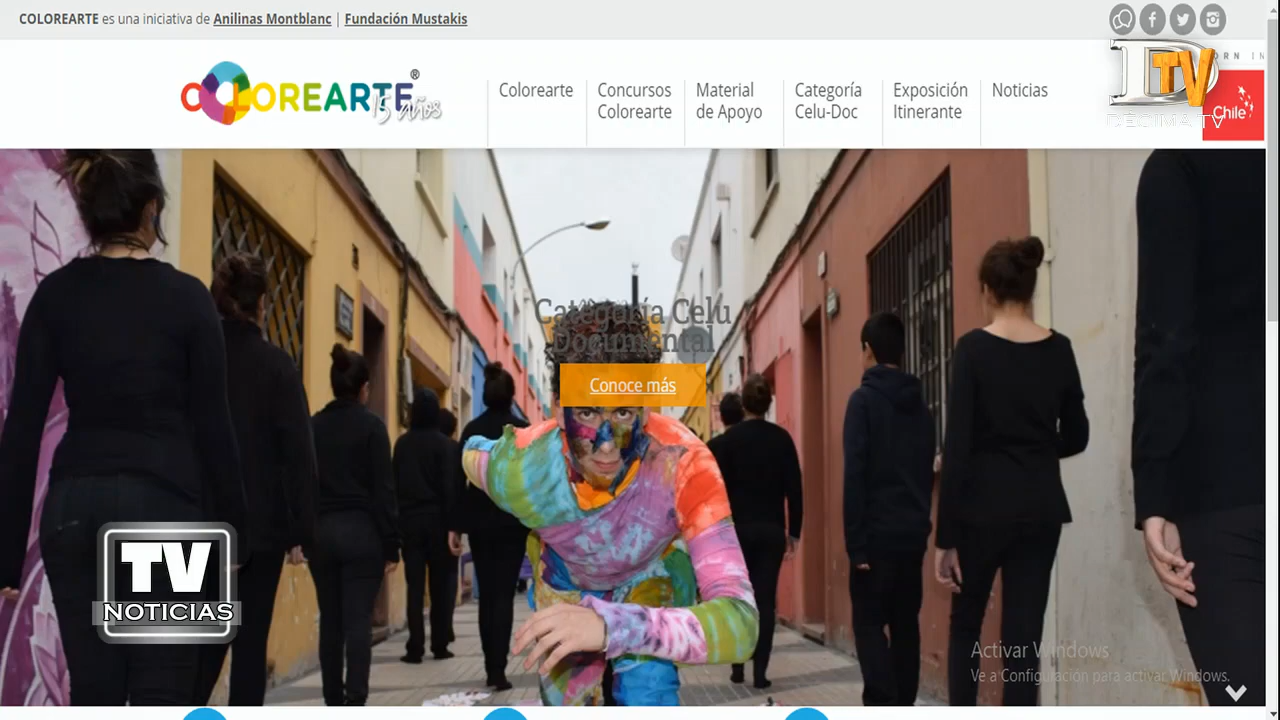 COLOREARTE es una iniciativa de Anilinas Montblanc | Fundación Mustakis
COLOREARTE®
15 años
Colorearte
Concursos
Colorearte
Material
de Apoyo
Categoría
Celu-Doc
Exposición
Itinerante
Noticias
DTV
DECIMA TV
Chile
Categoría Celu
Documental
Conoce más
TV
NOTICIAS
Activar Windows
Ve a Configuración para activar Windows.